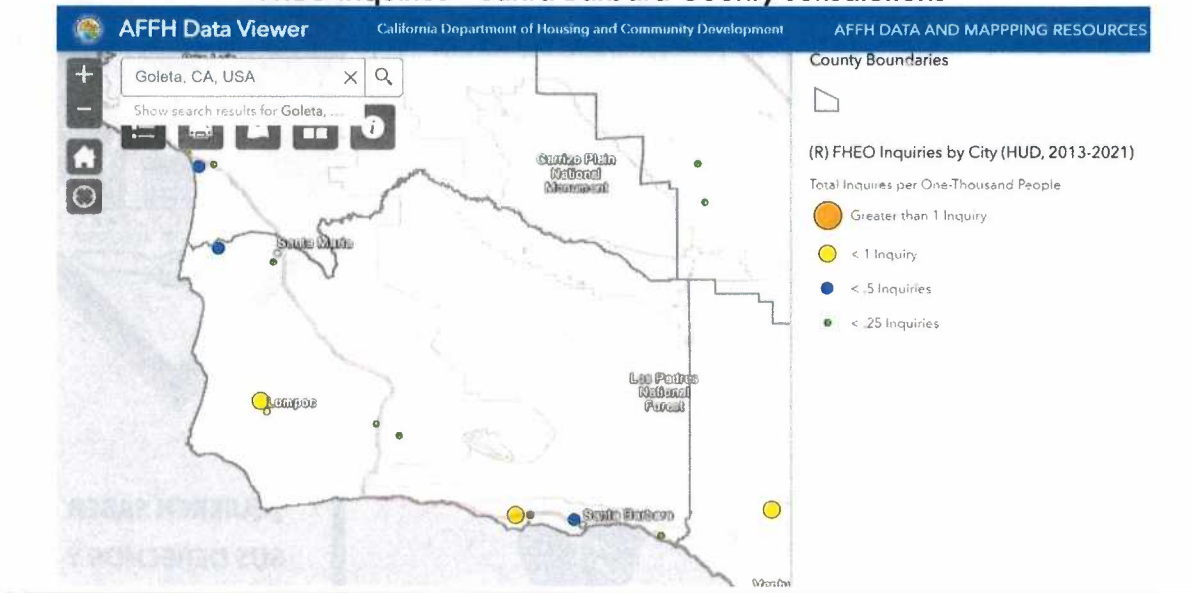 AFFH Data Viewer
California Department of Housing and Community Development
AFFH DATA AND MAPPPING RESOURCES
+
Goleta, CA, USA
−
Show search results for Goleta, ...
County Boundaries
Carrizo Plain
National
Monument
(R) FHEO Inquiries by City (HUD, 2013-2021)
Total Inquires per One-Thousand People
Greater than 1 Inquiry
< 1 Inquiry
< .5 Inquiries
< .25 Inquiries
Santa Maria
Los Padres
National
Forest
Lompoc
Santa Barbara